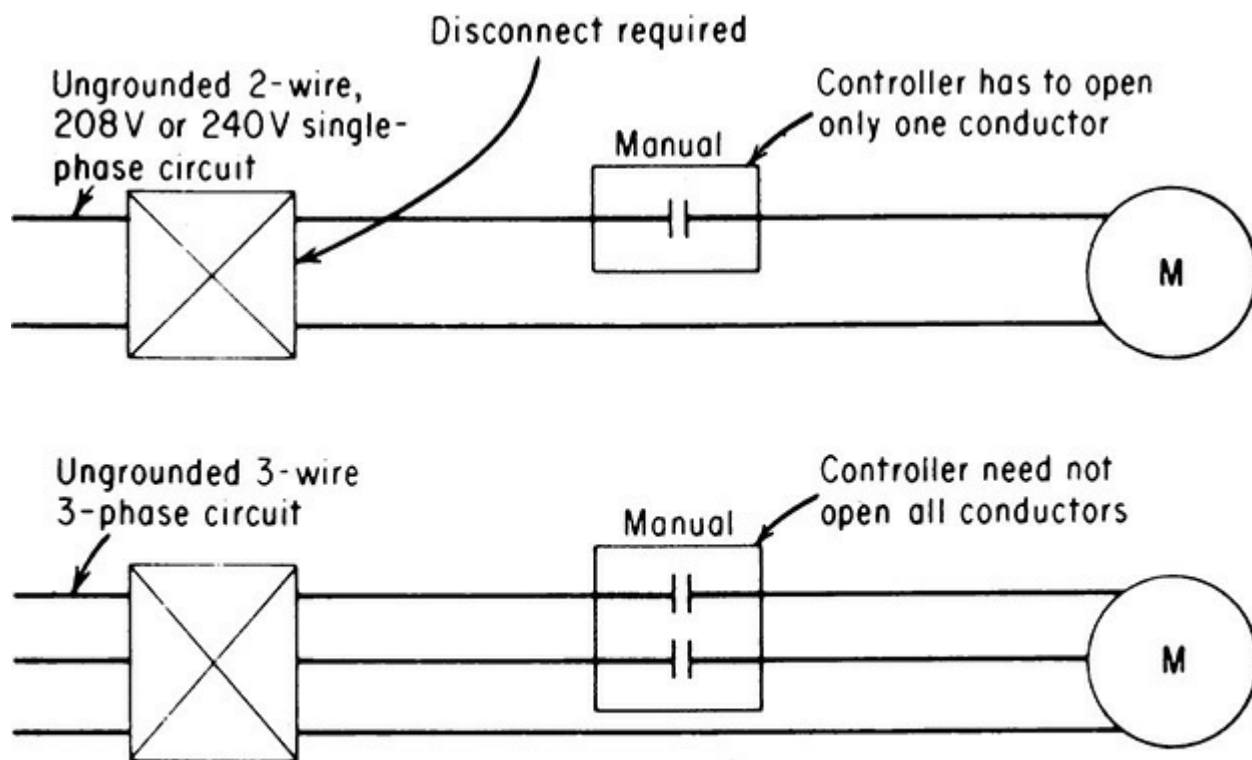 Disconnect required
Ungrounded 2-wire,
208V or 240V single-
phase circuit
Controller has to open
only one conductor
Manual
M
Ungrounded 3-wire
3-phase circuit
Controller need not
open all conductors
Manual
M